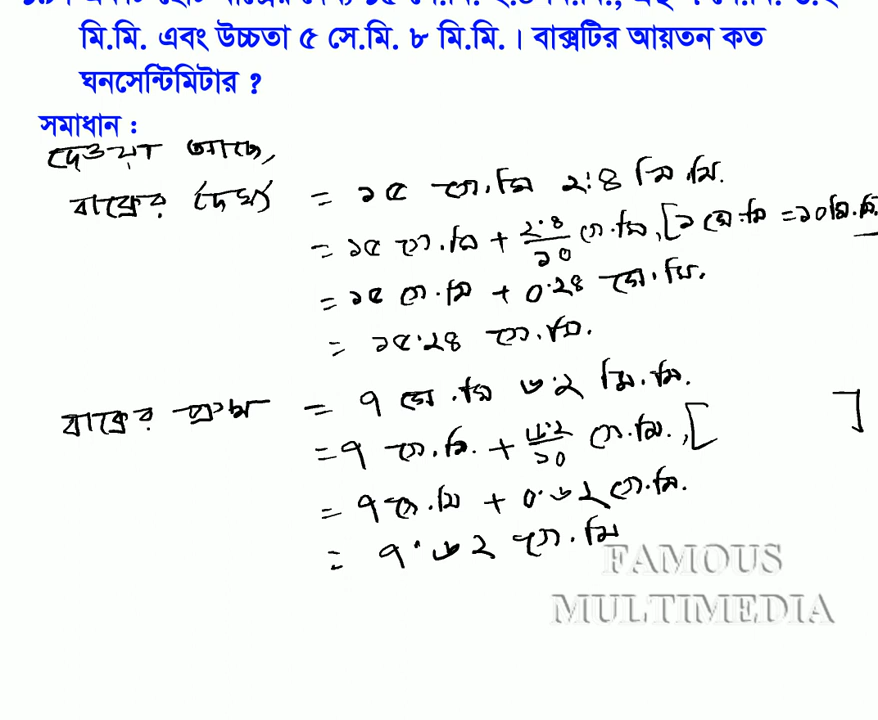 মি.মি. এবং উচ্চতা ৫ সে.মি. ৮ মি.মি. । বাক্সটির আয়তন কত
ঘনসেন্টিমিটার ?
সমাধান :
দেওয়া আছে,
বাক্সের দৈর্ঘ্য = ১৫ সে.মি ২.৪ মি.মি.
= ১৫ সে.মি + ২.৪/১০ সে.মি, [১ সে.মি = ১০ মি.মি.
= ১৫ সে.মি + ০.২৪ সে.মি.
= ১৫.২৪ সে.মি.
বাক্সের প্রস্থ = ৭ সে.মি ৬.২ মি.মি.
= ৭ সে.মি. + ৬.২/১০ সে.মি., [ ]
= ৭ সে.মি + ০.৬২ সে.মি.
= ৭.৬২ সে.মি
FAMOUS
MULTIMEDIA